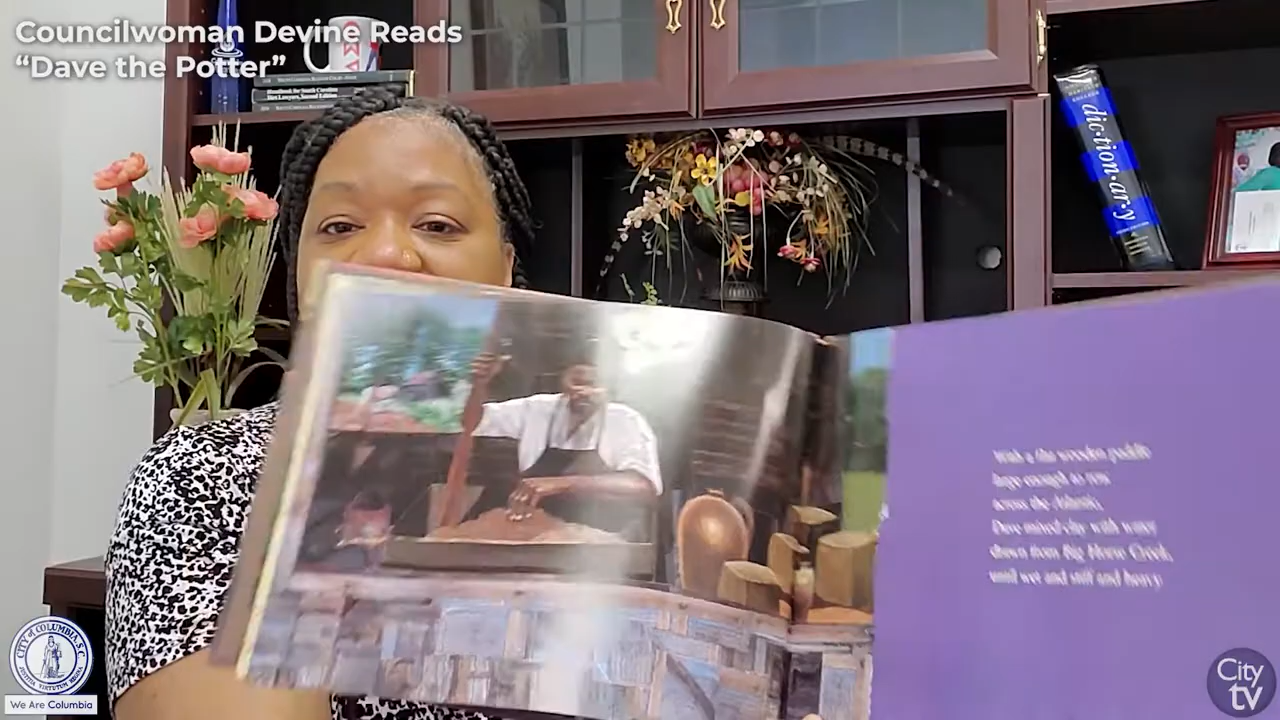 Councilwoman Devine Reads
“Dave the Potter”
dic·tion·ar·y
With a flat wooden paddle
large enough to row
across the Atlantic,
Dave mixed clay with water
drawn from Big Horse Creek,
until wet and stiff and heavy.
CITY of COLUMBIA, S.C.
We Are Columbia
City
tv